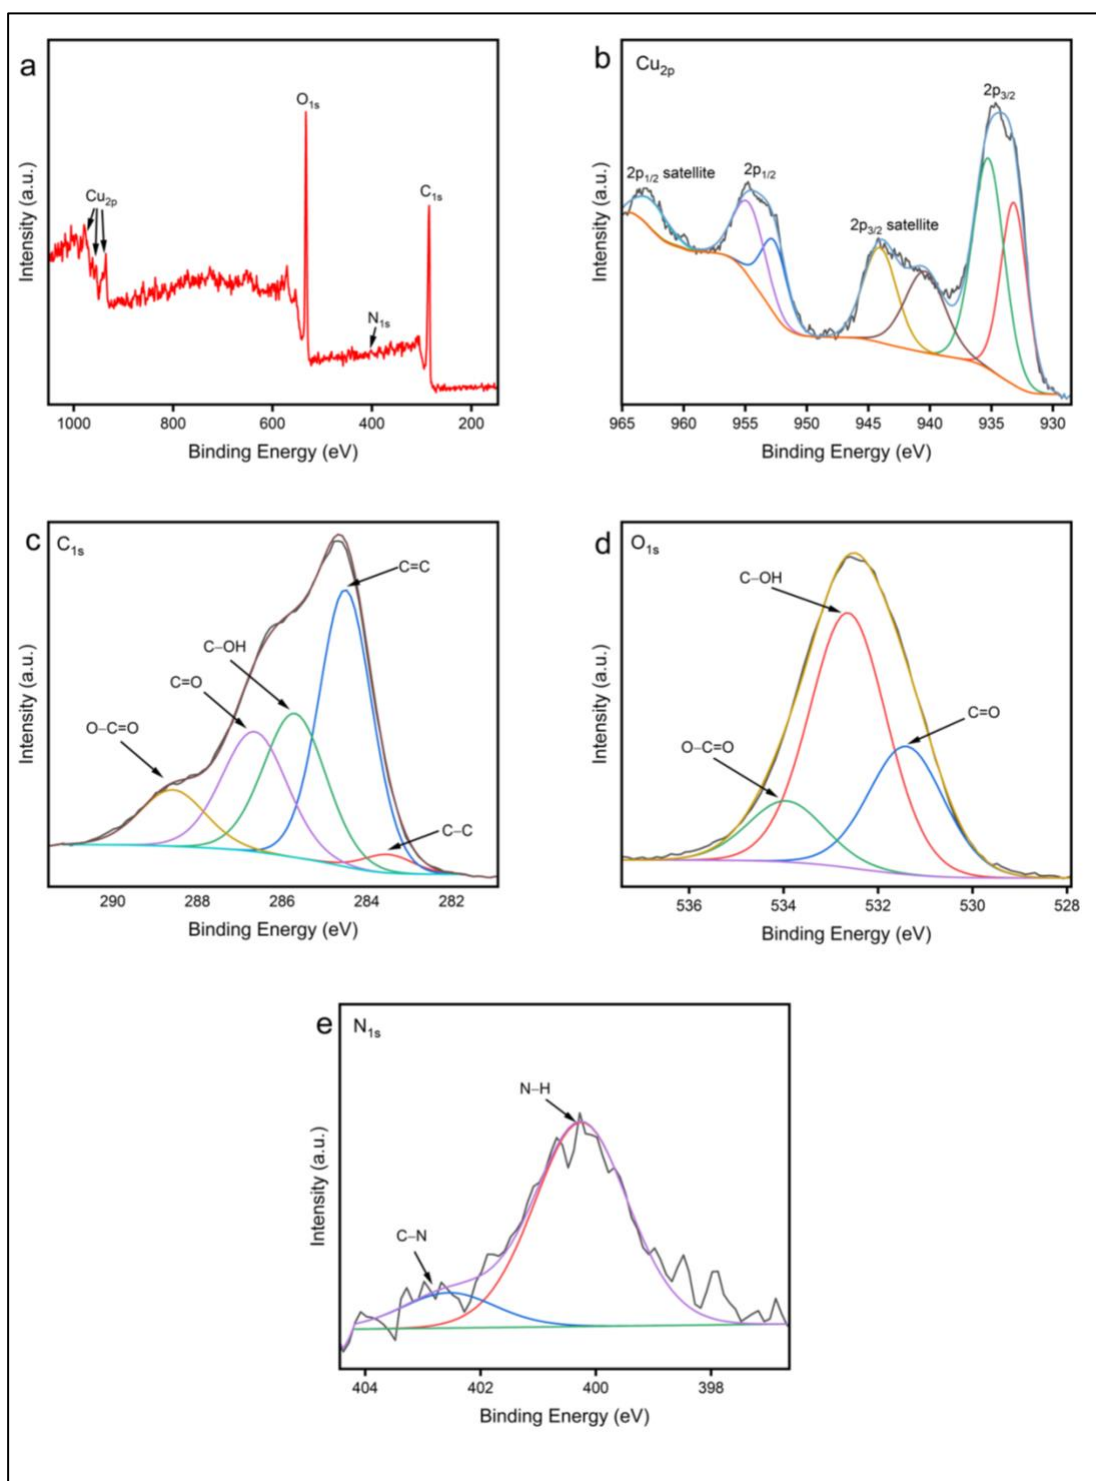 a
O1s
C1s
Cu2p
N1s
Intensity (a.u.)
1000 800 600 400 200
Binding Energy (eV)
b
Cu2p
2p3/2
2p1/2 satellite
2p1/2
2p3/2 satellite
Intensity (a.u.)
965 960 955 950 945 940 935 930
Binding Energy (eV)
c
C1s
C=C
C–OH
C=O
O–C=O
C–C
Intensity (a.u.)
290 288 286 284 282
Binding Energy (eV)
d
O1s
C–OH
C=O
O–C=O
Intensity (a.u.)
536 534 532 530 528
Binding Energy (eV)
e
N1s
N–H
C–N
Intensity (a.u.)
404 402 400 398
Binding Energy (eV)